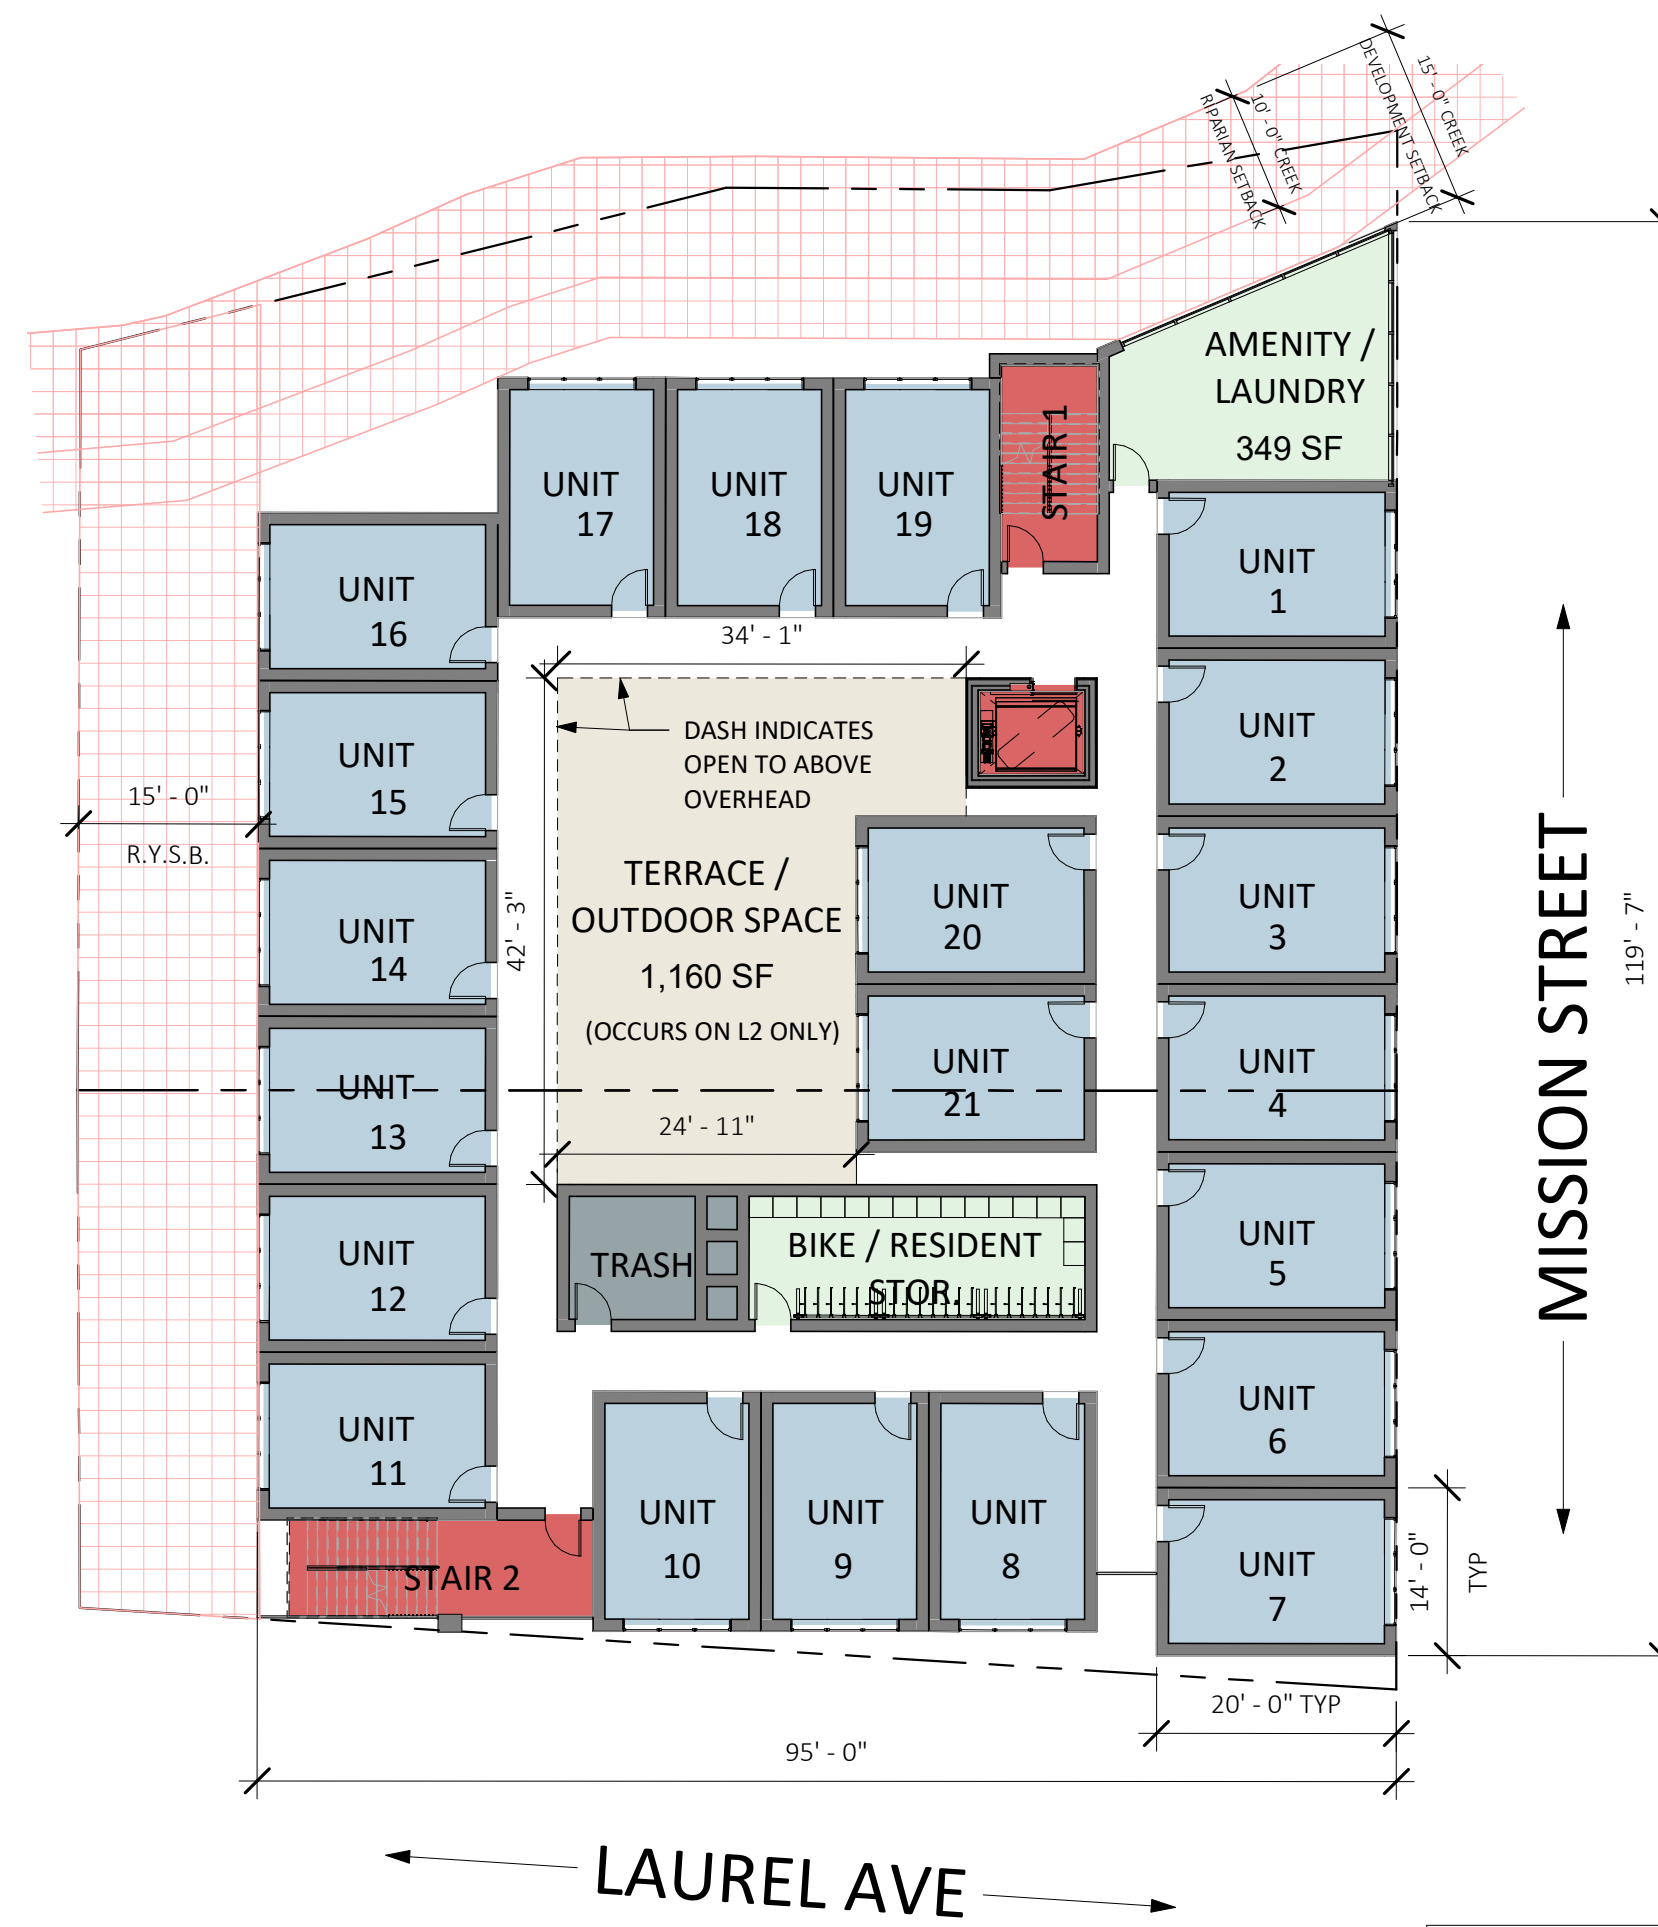 15' - 0" CREEK
DEVELOPMENT SETBACK
10' - 0" CREEK
RIPARIAN SETBACK
AMENITY /
LAUNDRY
349 SF
STAIR 1
UNIT
17
UNIT
18
UNIT
19
UNIT
1
UNIT
16
34' - 1"
UNIT
2
DASH INDICATES
OPEN TO ABOVE
OVERHEAD
UNIT
15
15' - 0"
R.Y.S.B.
TERRACE /
OUTDOOR SPACE
1,160 SF
(OCCURS ON L2 ONLY)
42' - 3"
UNIT
20
UNIT
3
UNIT
14
MISSION STREET
119' - 7"
UNIT
13
UNIT
21
UNIT
4
24' - 11"
UNIT
12
TRASH
BIKE / RESIDENT
STOR.
UNIT
5
UNIT
6
UNIT
11
STAIR 2
UNIT
10
UNIT
9
UNIT
8
UNIT
7
14' - 0"
TYP
20' - 0" TYP
95' - 0"
LAUREL AVE